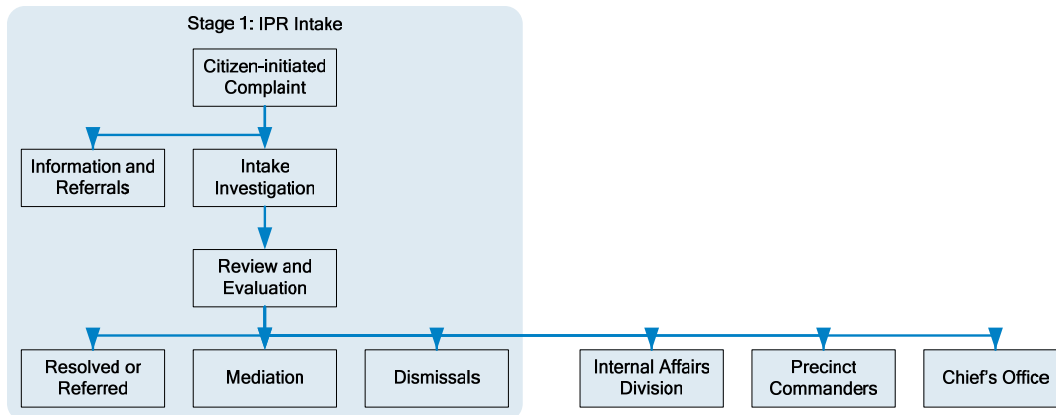 Stage 1: IPR Intake
Citizen-initiated
Complaint
Information and
Referrals
Intake
Investigation
Review and
Evaluation
Resolved or
Referred
Mediation
Dismissals
Internal Affairs
Division
Precinct
Commanders
Chief's Office